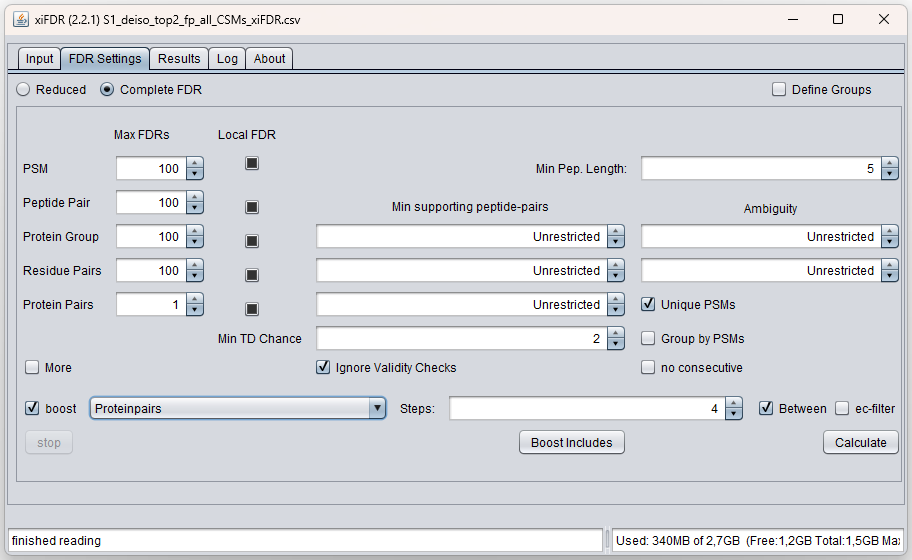 xiFDR (2.2.1) S1_deiso_top2_fp_all_CSMs_xiFDR.csv
Input FDR Settings Results Log About
Reduced Complete FDR Define Groups
Max FDRs Local FDR
PSM 100 Min Pep. Length: 5
Peptide Pair 100 Min supporting peptide-pairs Ambiguity
Protein Group 100 Unrestricted Unrestricted
Residue Pairs 100 Unrestricted Unrestricted
Protein Pairs 1 Unrestricted Unique PSMs
Min TD Chance 2 Group by PSMs
More Ignore Validity Checks no consecutive
boost Proteinpairs Steps: 4 Between ec-filter
stop Boost Includes Calculate
finished reading Used: 340MB of 2,7GB (Free:1,2GB Total:1,5GB Max